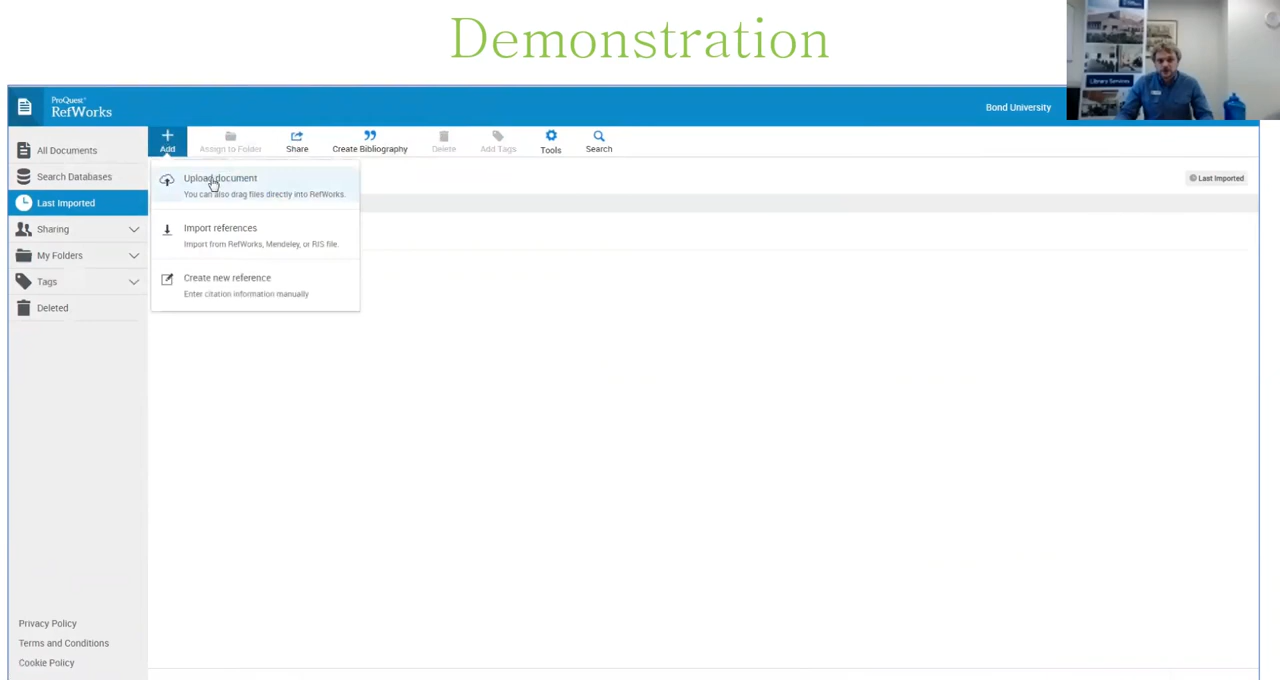 Demonstration
ProQuest
RefWorks
Bond University
Library Services
All Documents
Search Databases
Last Imported
Sharing
My Folders
Tags
Deleted
Add
Assign to Folder
Share
Create Bibliography
Delete
Add Tags
Tools
Search
Upload document
You can also drag files directly into RefWorks.
Import references
Import from RefWorks, Mendeley, or RIS file.
Create new reference
Enter citation information manually
Last Imported
Privacy Policy
Terms and Conditions
Cookie Policy